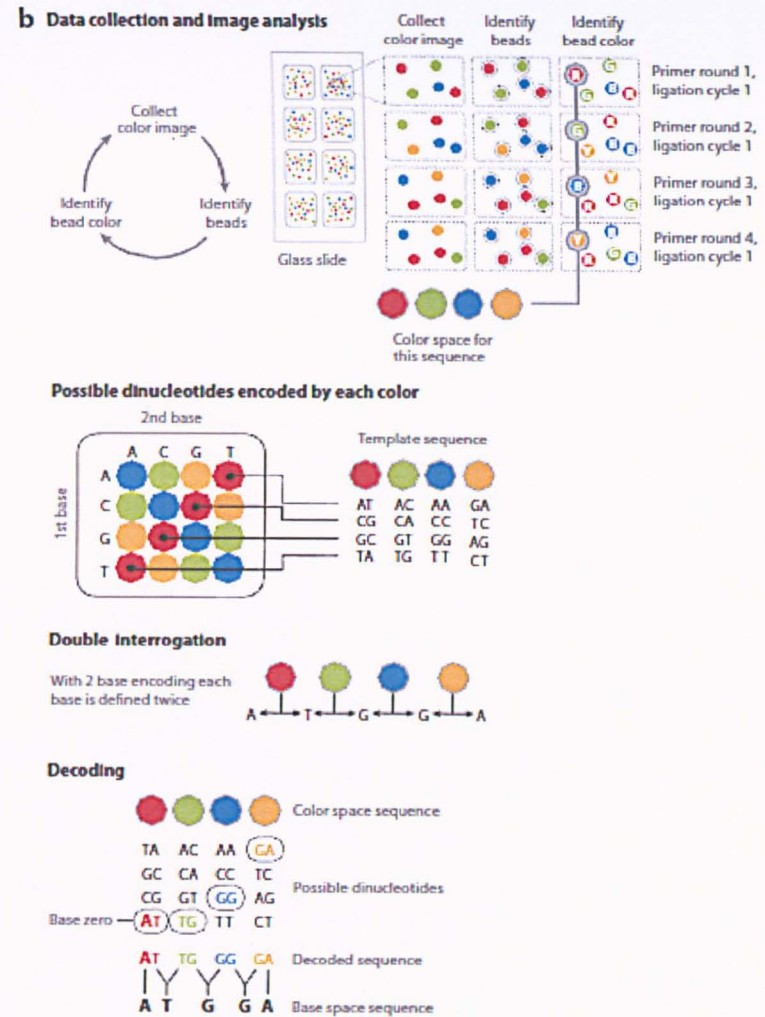 b Data collection and image analysis
Collect
color image
Identify
beads
Identify
bead color
Glass slide
Collect
color image
Identify
beads
Identify
bead color
R G G B R
Primer round 1,
ligation cycle 1
G R Y B B
Primer round 2,
ligation cycle 1
B Y R R G
Primer round 3,
ligation cycle 1
Y B R G R
Primer round 4,
ligation cycle 1
Color space for
this sequence
Possible dinucleotides encoded by each color
2nd base
A C G T
1st base
A
C
G
T
Template sequence
AT AC AA GA
CG CA CC TC
GC GT GG AG
TA TG TT CT
Double interrogation
With 2 base encoding each
base is defined twice
A T G G A
Decoding
Color space sequence
TA AC AA GA
GC CA CC TC
CG GT GG AG
Possible dinucleotides
Base zero AT TG TT CT
AT TG GG GA Decoded sequence
A T G G A Base space sequence